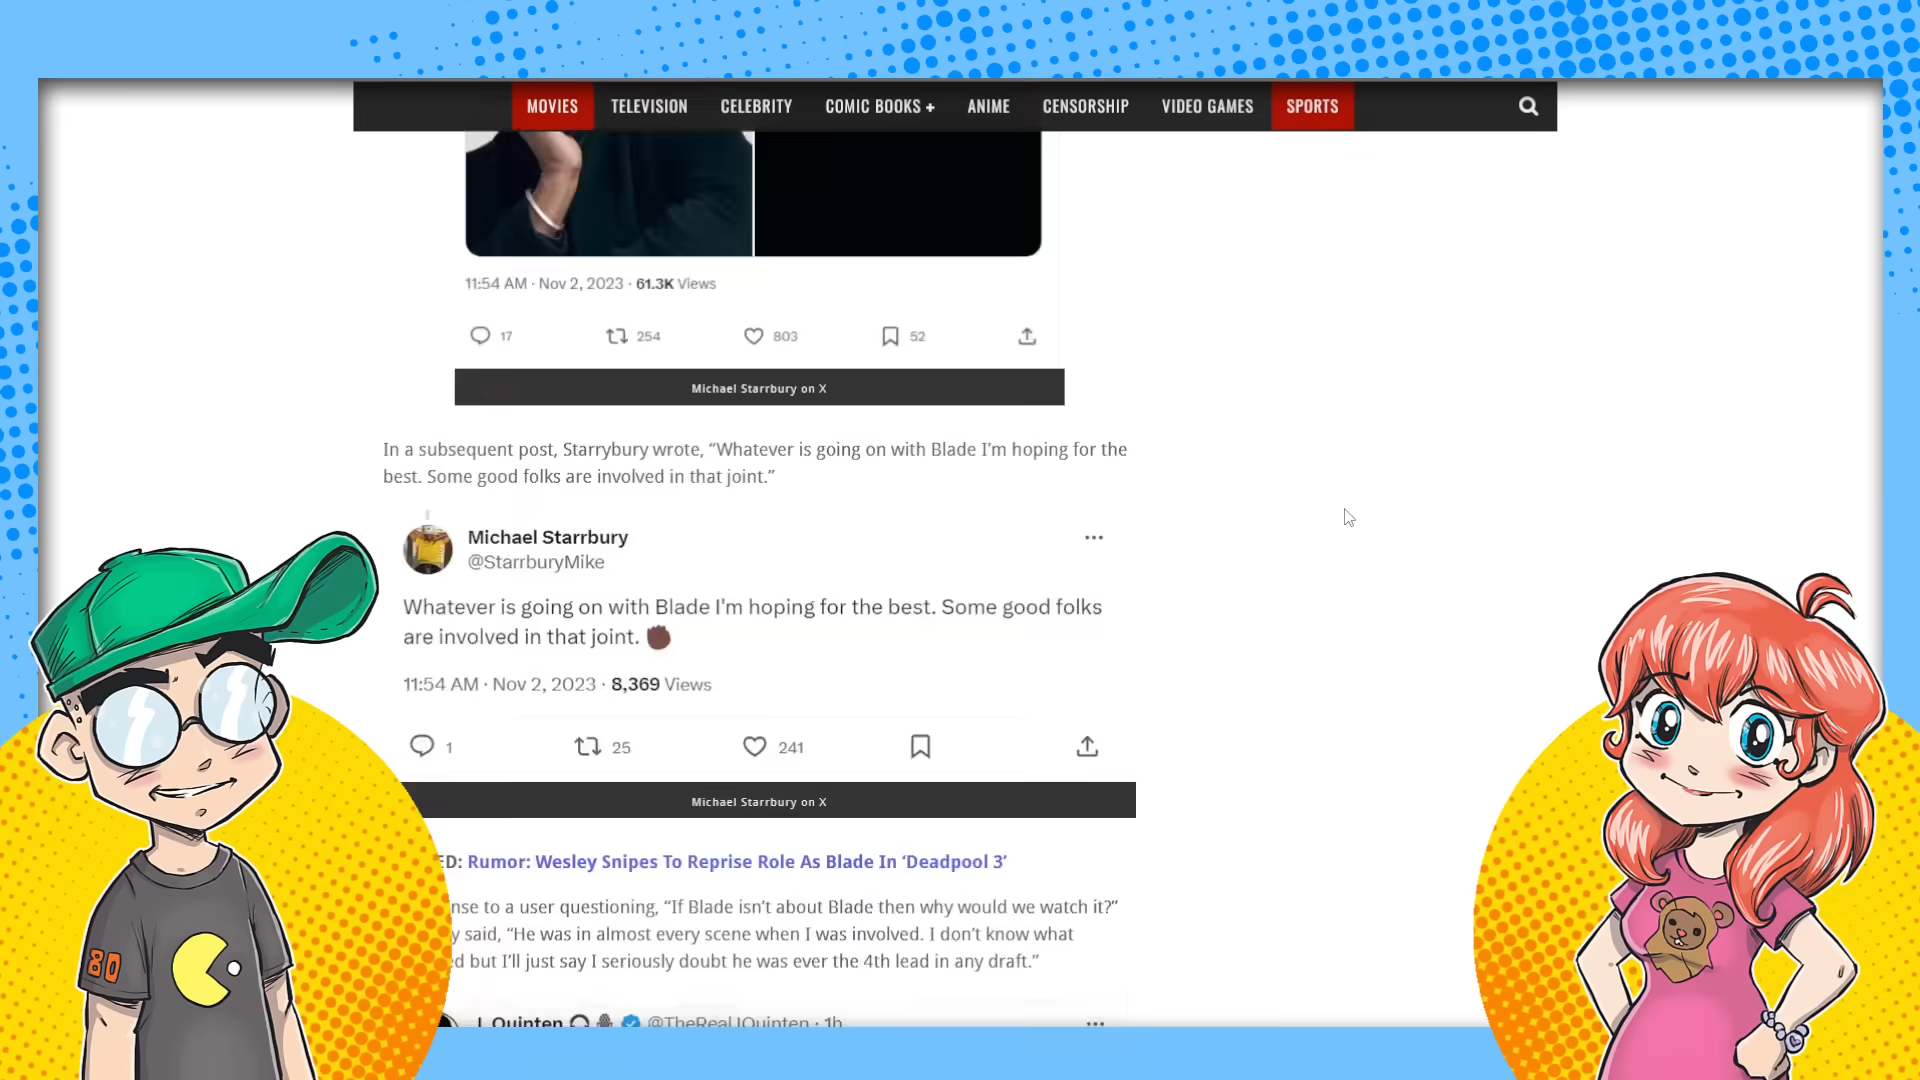 MOVIES TELEVISION CELEBRITY COMIC BOOKS + ANIME CENSORSHIP VIDEO GAMES SPORTS
11:54 AM · Nov 2, 2023 · 61.3K Views
17 254 803 52
Michael Starrbury on X
In a subsequent post, Starrybury wrote, “Whatever is going on with Blade I’m hoping for the
best. Some good folks are involved in that joint.”
Michael Starrbury
@StarrburyMike
Whatever is going on with Blade I'm hoping for the best. Some good folks
are involved in that joint.
11:54 AM · Nov 2, 2023 · 8,369 Views
1 25 241
Michael Starrbury on X
ED: Rumor: Wesley Snipes To Reprise Role As Blade In ‘Deadpool 3’
nse to a user questioning, “If Blade isn’t about Blade then why would we watch it?”
y said, “He was in almost every scene when I was involved. I don’t know what
ed but I’ll just say I seriously doubt he was ever the 4th lead in any draft.”
Quinten @TheRealJQuinten · 1h
80